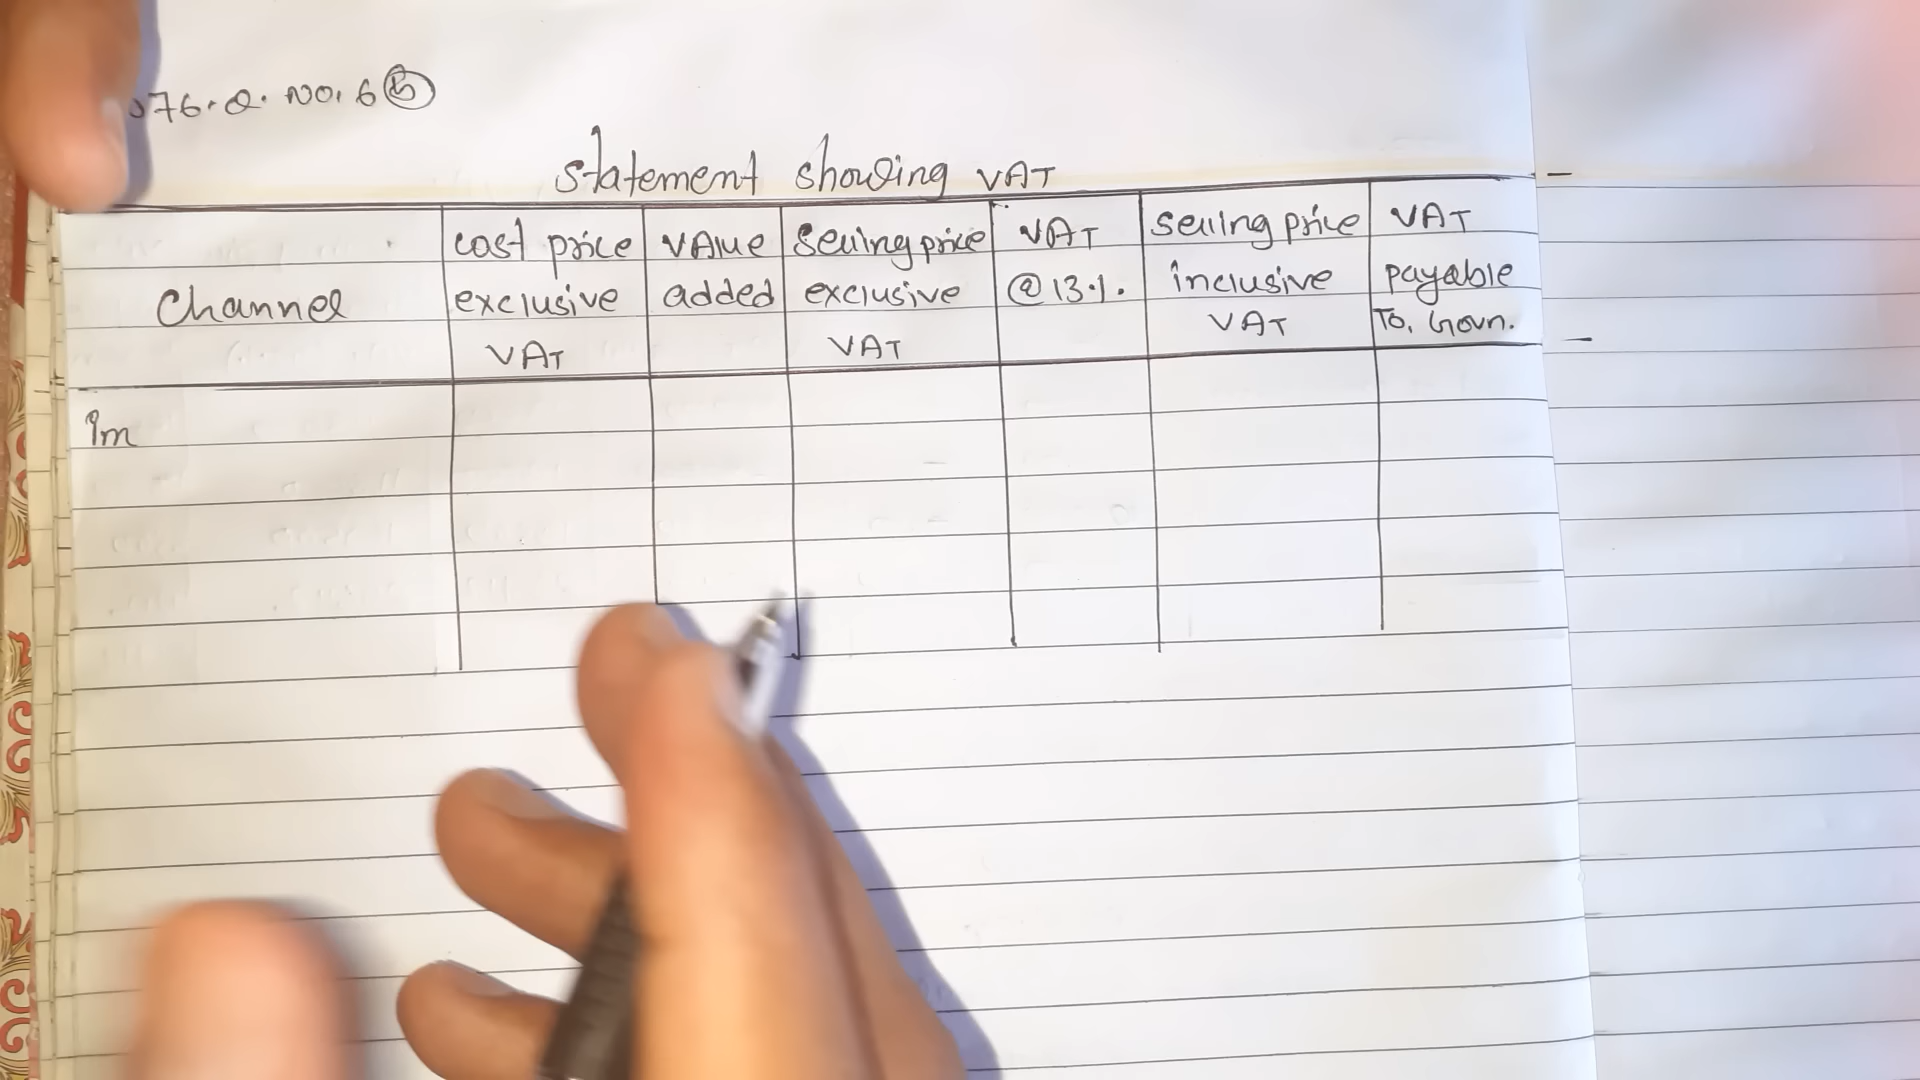 076.Q. NO. 6 (b)
Statement showing VAT
Channel
cost price
exclusive
VAT
VAlue
added
Selling price
exclusive
VAT
VAT
@13%.
Selling price
inclusive
VAT
VAT
payable
To. Govn.
Im